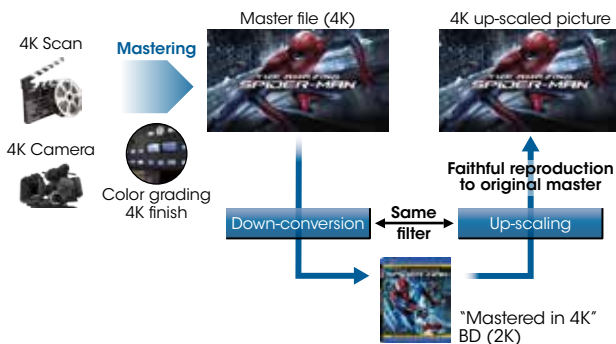 Master file (4K)
4K up-scaled picture
4K Scan
Mastering
THE AMAZING
SPIDER-MAN
THE AMAZING
SPIDER-MAN
4K Camera
Color grading
4K finish
Faithful reproduction
to original master
Down-conversion
Same
filter
Up-scaling
SPIDER-MAN
"Mastered in 4K"
BD (2K)